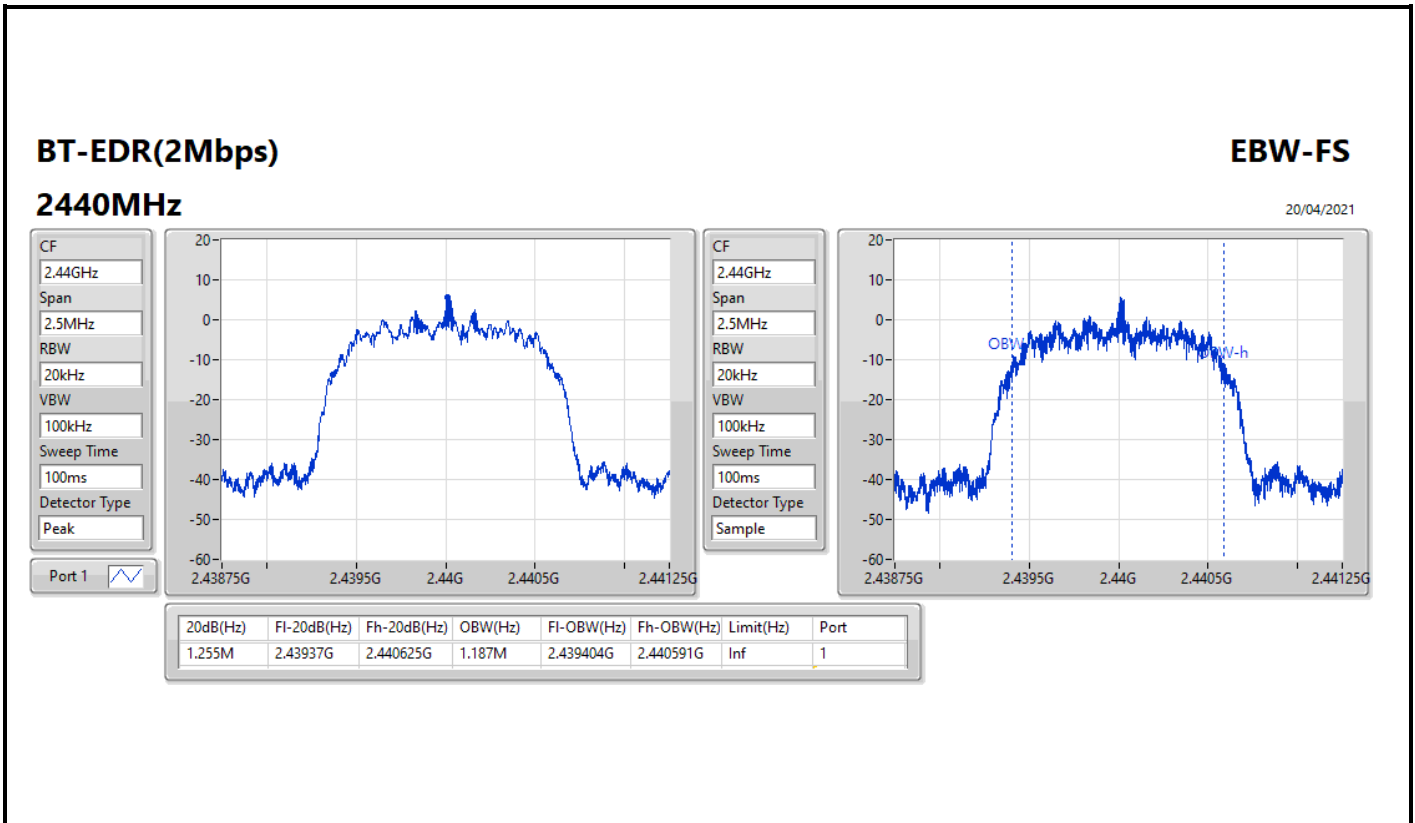 BT-EDR(2Mbps)
EBW-FS
2440MHz
20/04/2021
CF
2.44GHz
Span
2.5MHz
RBW
20kHz
VBW
100kHz
Sweep Time
100ms
Detector Type
Peak
Port 1
20
10
0
-10
-20
-30
-40
-50
-60
2.43875G 2.4395G 2.44G 2.4405G 2.44125G
CF
2.44GHz
Span
2.5MHz
RBW
20kHz
VBW
100kHz
Sweep Time
100ms
Detector Type
Sample
20
10
0
-10
-20
-30
-40
-50
-60
OBW
-h
2.43875G 2.4395G 2.44G 2.4405G 2.44125G
20dB(Hz) Fl-20dB(Hz) Fh-20dB(Hz) OBW(Hz) Fl-OBW(Hz) Fh-OBW(Hz) Limit(Hz) Port
1.255M 2.43937G 2.440625G 1.187M 2.439404G 2.440591G Inf 1